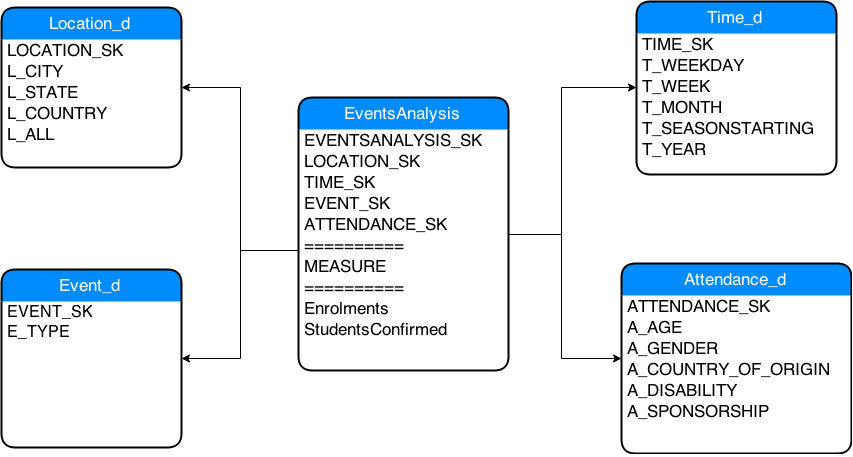 Location_d
LOCATION_SK
L_CITY
L_STATE
L_COUNTRY
L_ALL
EventsAnalysis
EVENTSANALYSIS_SK
LOCATION_SK
TIME_SK
EVENT_SK
ATTENDANCE_SK
==========
MEASURE
==========
Enrolments
StudentsConfirmed
Time_d
TIME_SK
T_WEEKDAY
T_WEEK
T_MONTH
T_SEASONSTARTING
T_YEAR
Event_d
EVENT_SK
E_TYPE
Attendance_d
ATTENDANCE_SK
A_AGE
A_GENDER
A_COUNTRY_OF_ORIGIN
A_DISABILITY
A_SPONSORSHIP